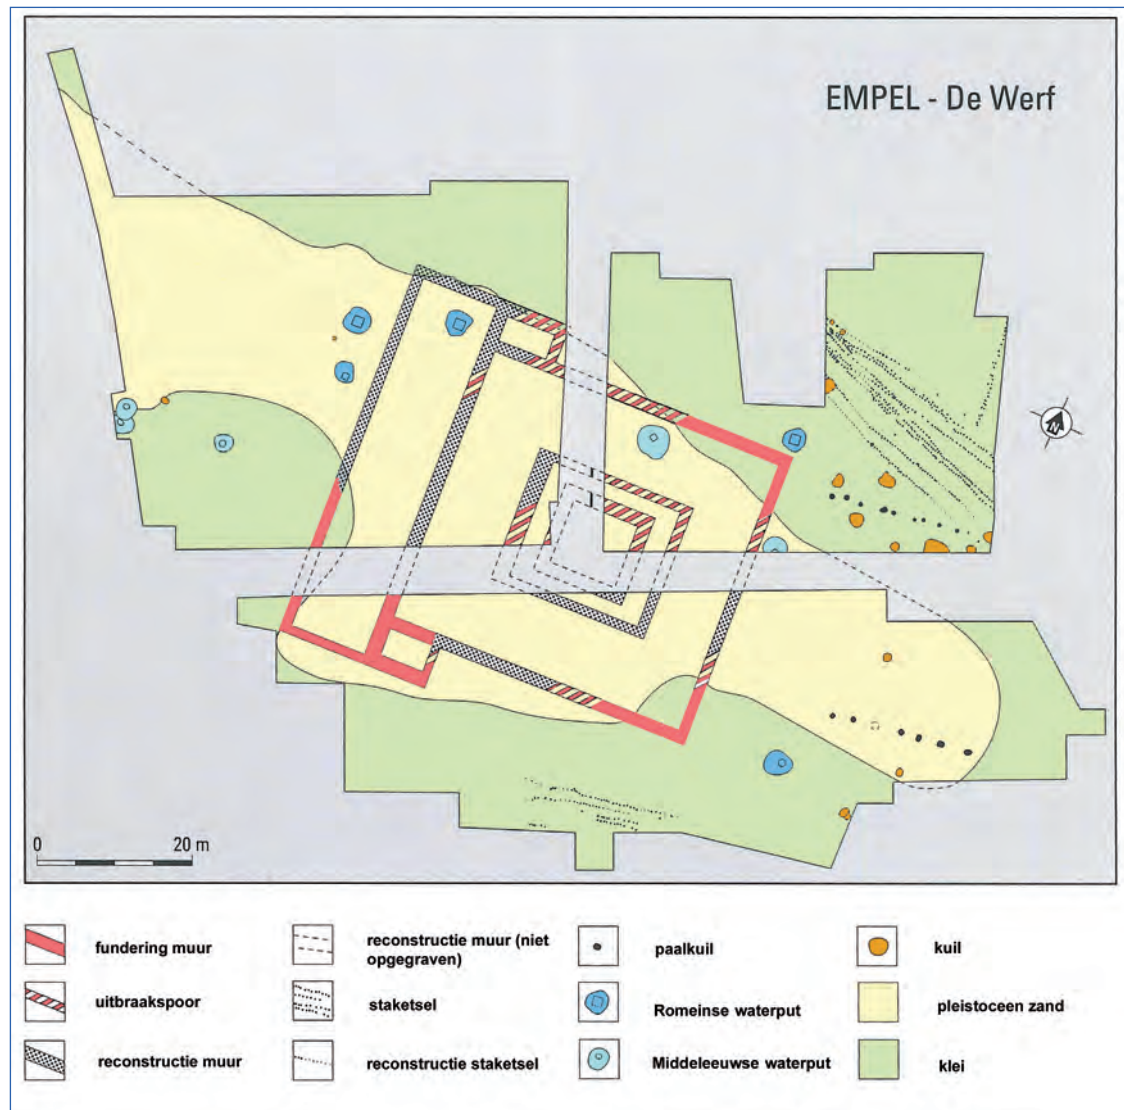 EMPEL - De Werf
N
0 20 m
fundering muur
uitbraakspoor
reconstructie muur
reconstructie muur (niet
opgegraven)
staketsel
reconstructie staketsel
paalkuil
Romeinse waterput
Middeleeuwse waterput
kuil
pleistoceen zand
klei